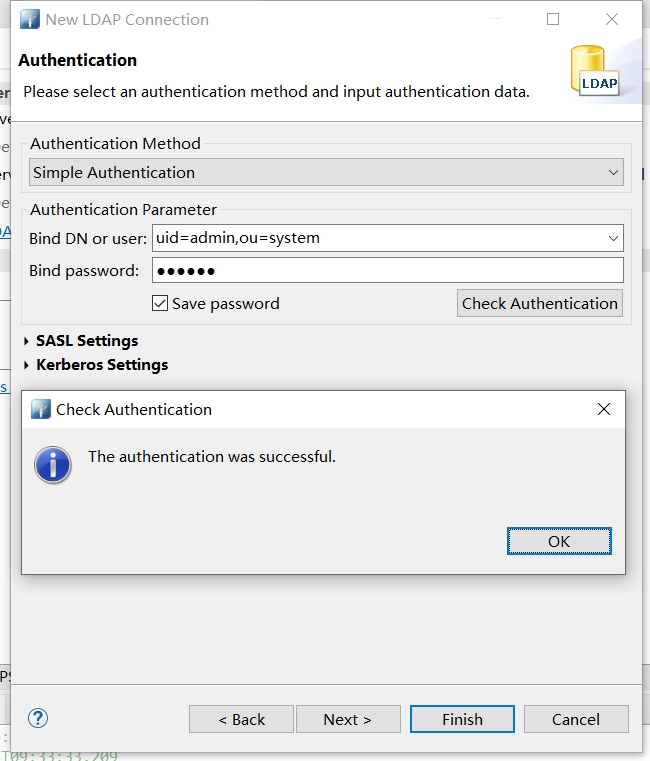 New LDAP Connection
Authentication
Please select an authentication method and input authentication data.
LDAP
Authentication Method
Simple Authentication
Authentication Parameter
Bind DN or user: uid=admin,ou=system
Bind password: ●●●●●●
Save password Check Authentication
SASL Settings
Kerberos Settings
Check Authentication
The authentication was successful.
OK
< Back Next > Finish Cancel
T09:33:33.209